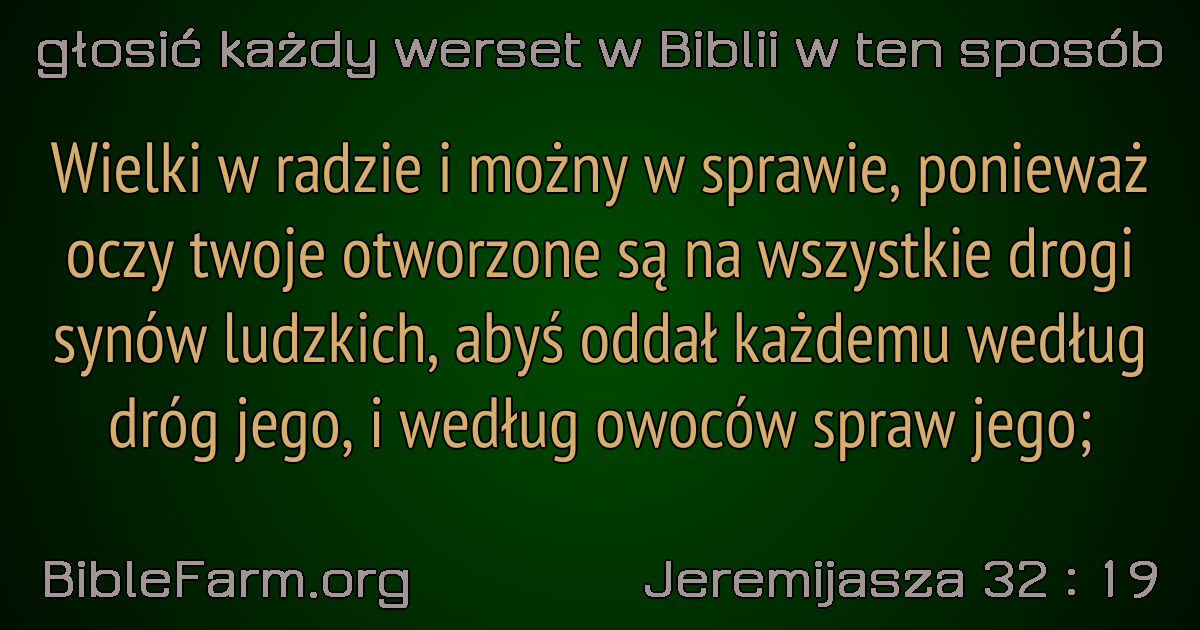 głosić każdy werset w Biblii w ten sposób
Wielki w radzie i możny w sprawie, ponieważ
oczy twoje otworzone są na wszystkie drogi
synów ludzkich, abyś oddał każdemu według
dróg jego, i według owoców spraw jego;
BibleFarm.org
Jeremijasza 32 : 19